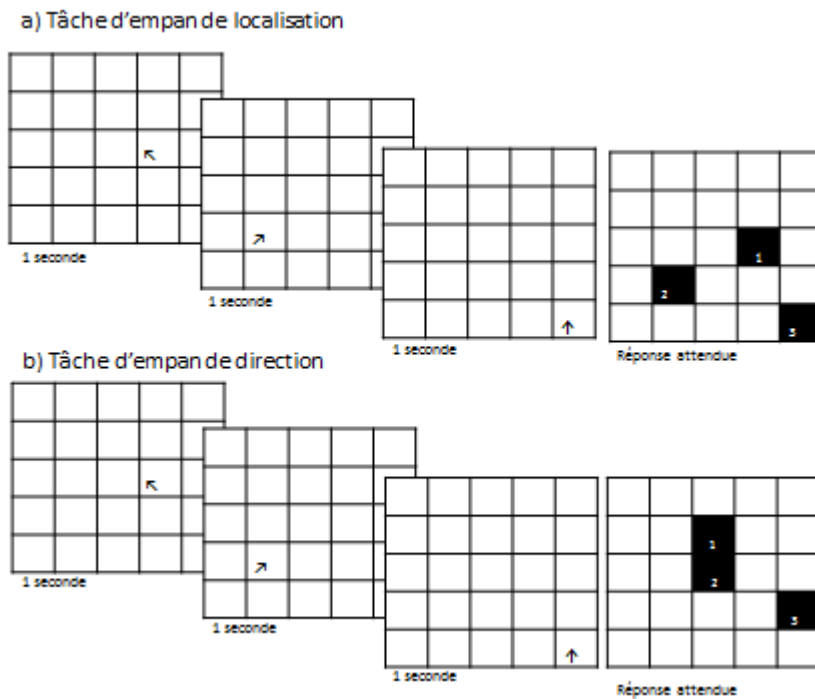 a) Tâche d'empan de localisation
1 seconde
1 seconde
1 seconde
1
2
3
Réponse attendue
b) Tâche d'empan de direction
1 seconde
1 seconde
1 seconde
1
2
3
Réponse attendue